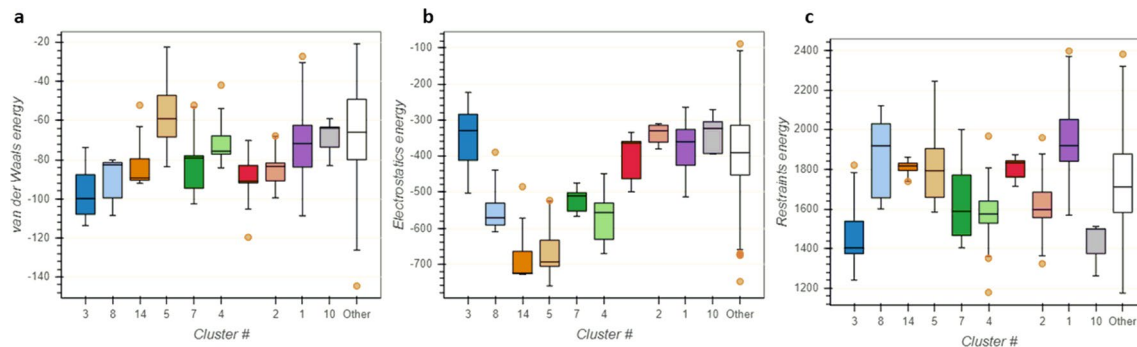 a
b
c
van der Waals energy
-20
-40
-60
-80
-100
-120
-140
3 8 14 5 7 4 2 1 10 Other
Cluster #
Electrostatics energy
-100
-200
-300
-400
-500
-600
-700
3 8 14 5 7 4 2 1 10 Other
Cluster #
Restraints energy
2400
2200
2000
1800
1600
1400
1200
3 8 14 5 7 4 2 1 10 Other
Cluster #